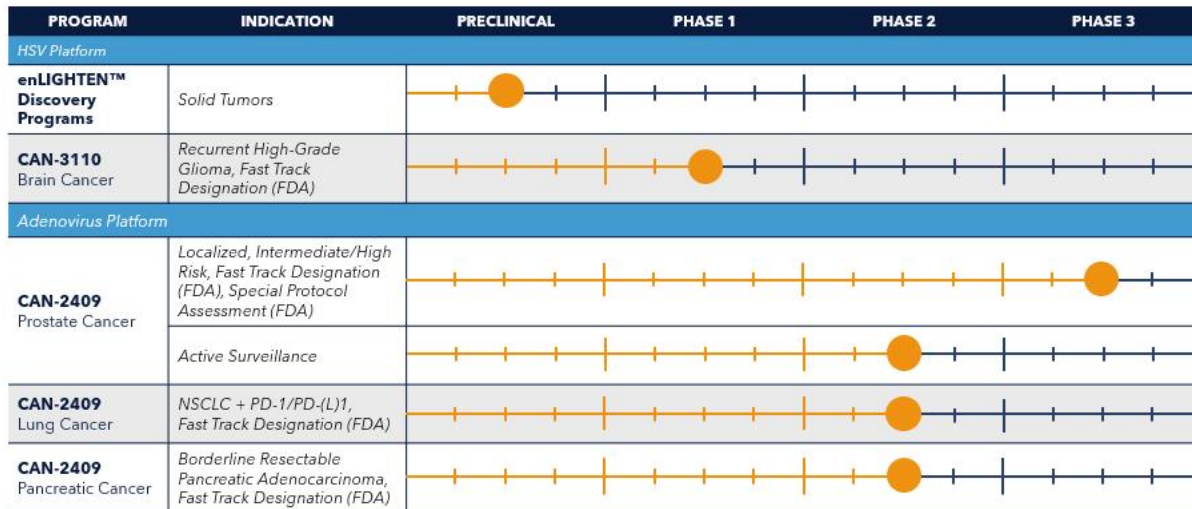 PROGRAM INDICATION PRECLINICAL PHASE 1 PHASE 2 PHASE 3
HSV Platform
enLIGHTEN™
Discovery
Programs
Solid Tumors
CAN-3110
Brain Cancer
Recurrent High-Grade
Glioma, Fast Track
Designation (FDA)
Adenovirus Platform
CAN-2409
Prostate Cancer
Localized, Intermediate/High
Risk, Fast Track Designation
(FDA), Special Protocol
Assessment (FDA)
Active Surveillance
CAN-2409
Lung Cancer
NSCLC + PD-1/PD-(L)1,
Fast Track Designation (FDA)
CAN-2409
Pancreatic Cancer
Borderline Resectable
Pancreatic Adenocarcinoma,
Fast Track Designation (FDA)